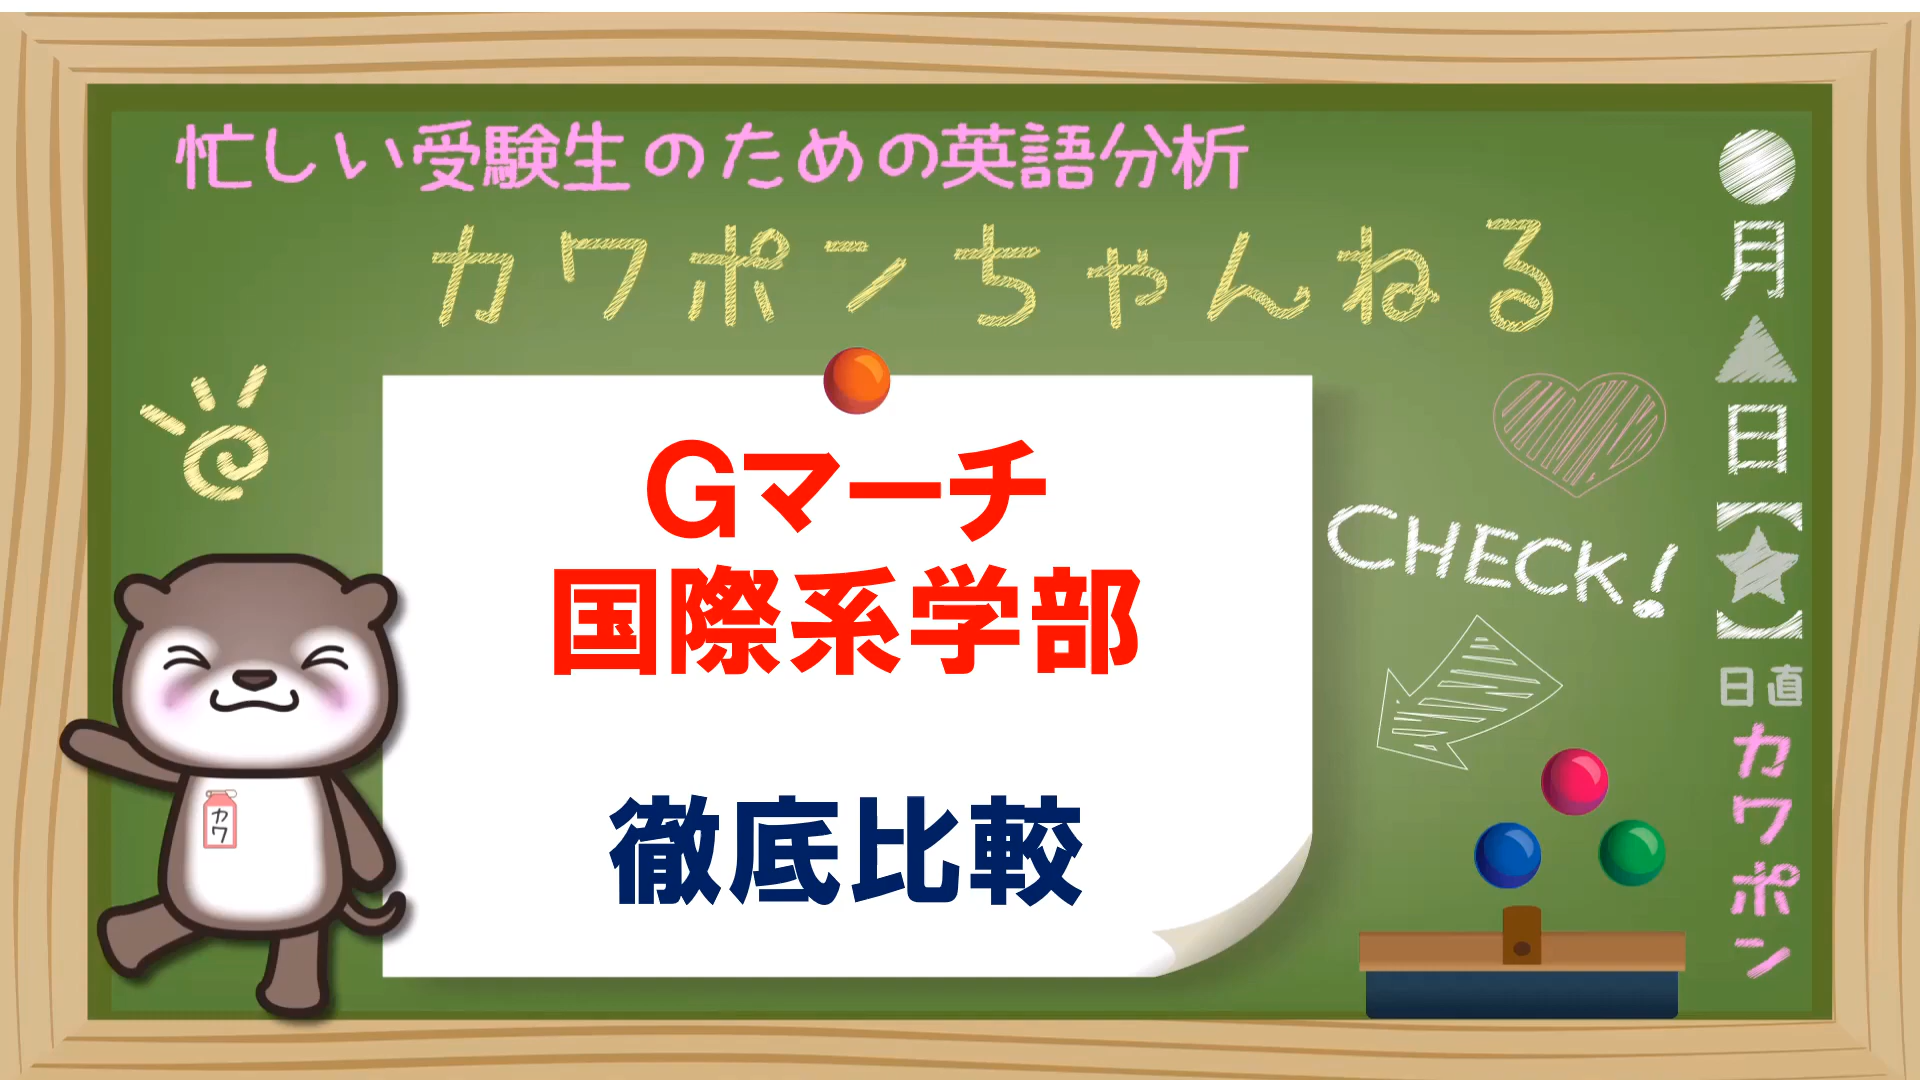 忙しい受験生のための英語分析
カワポンちゃんねる
Gマーチ
国際系学部
徹底比較
CHECK!
●月▲日【★】
日直
カワポン
カワ